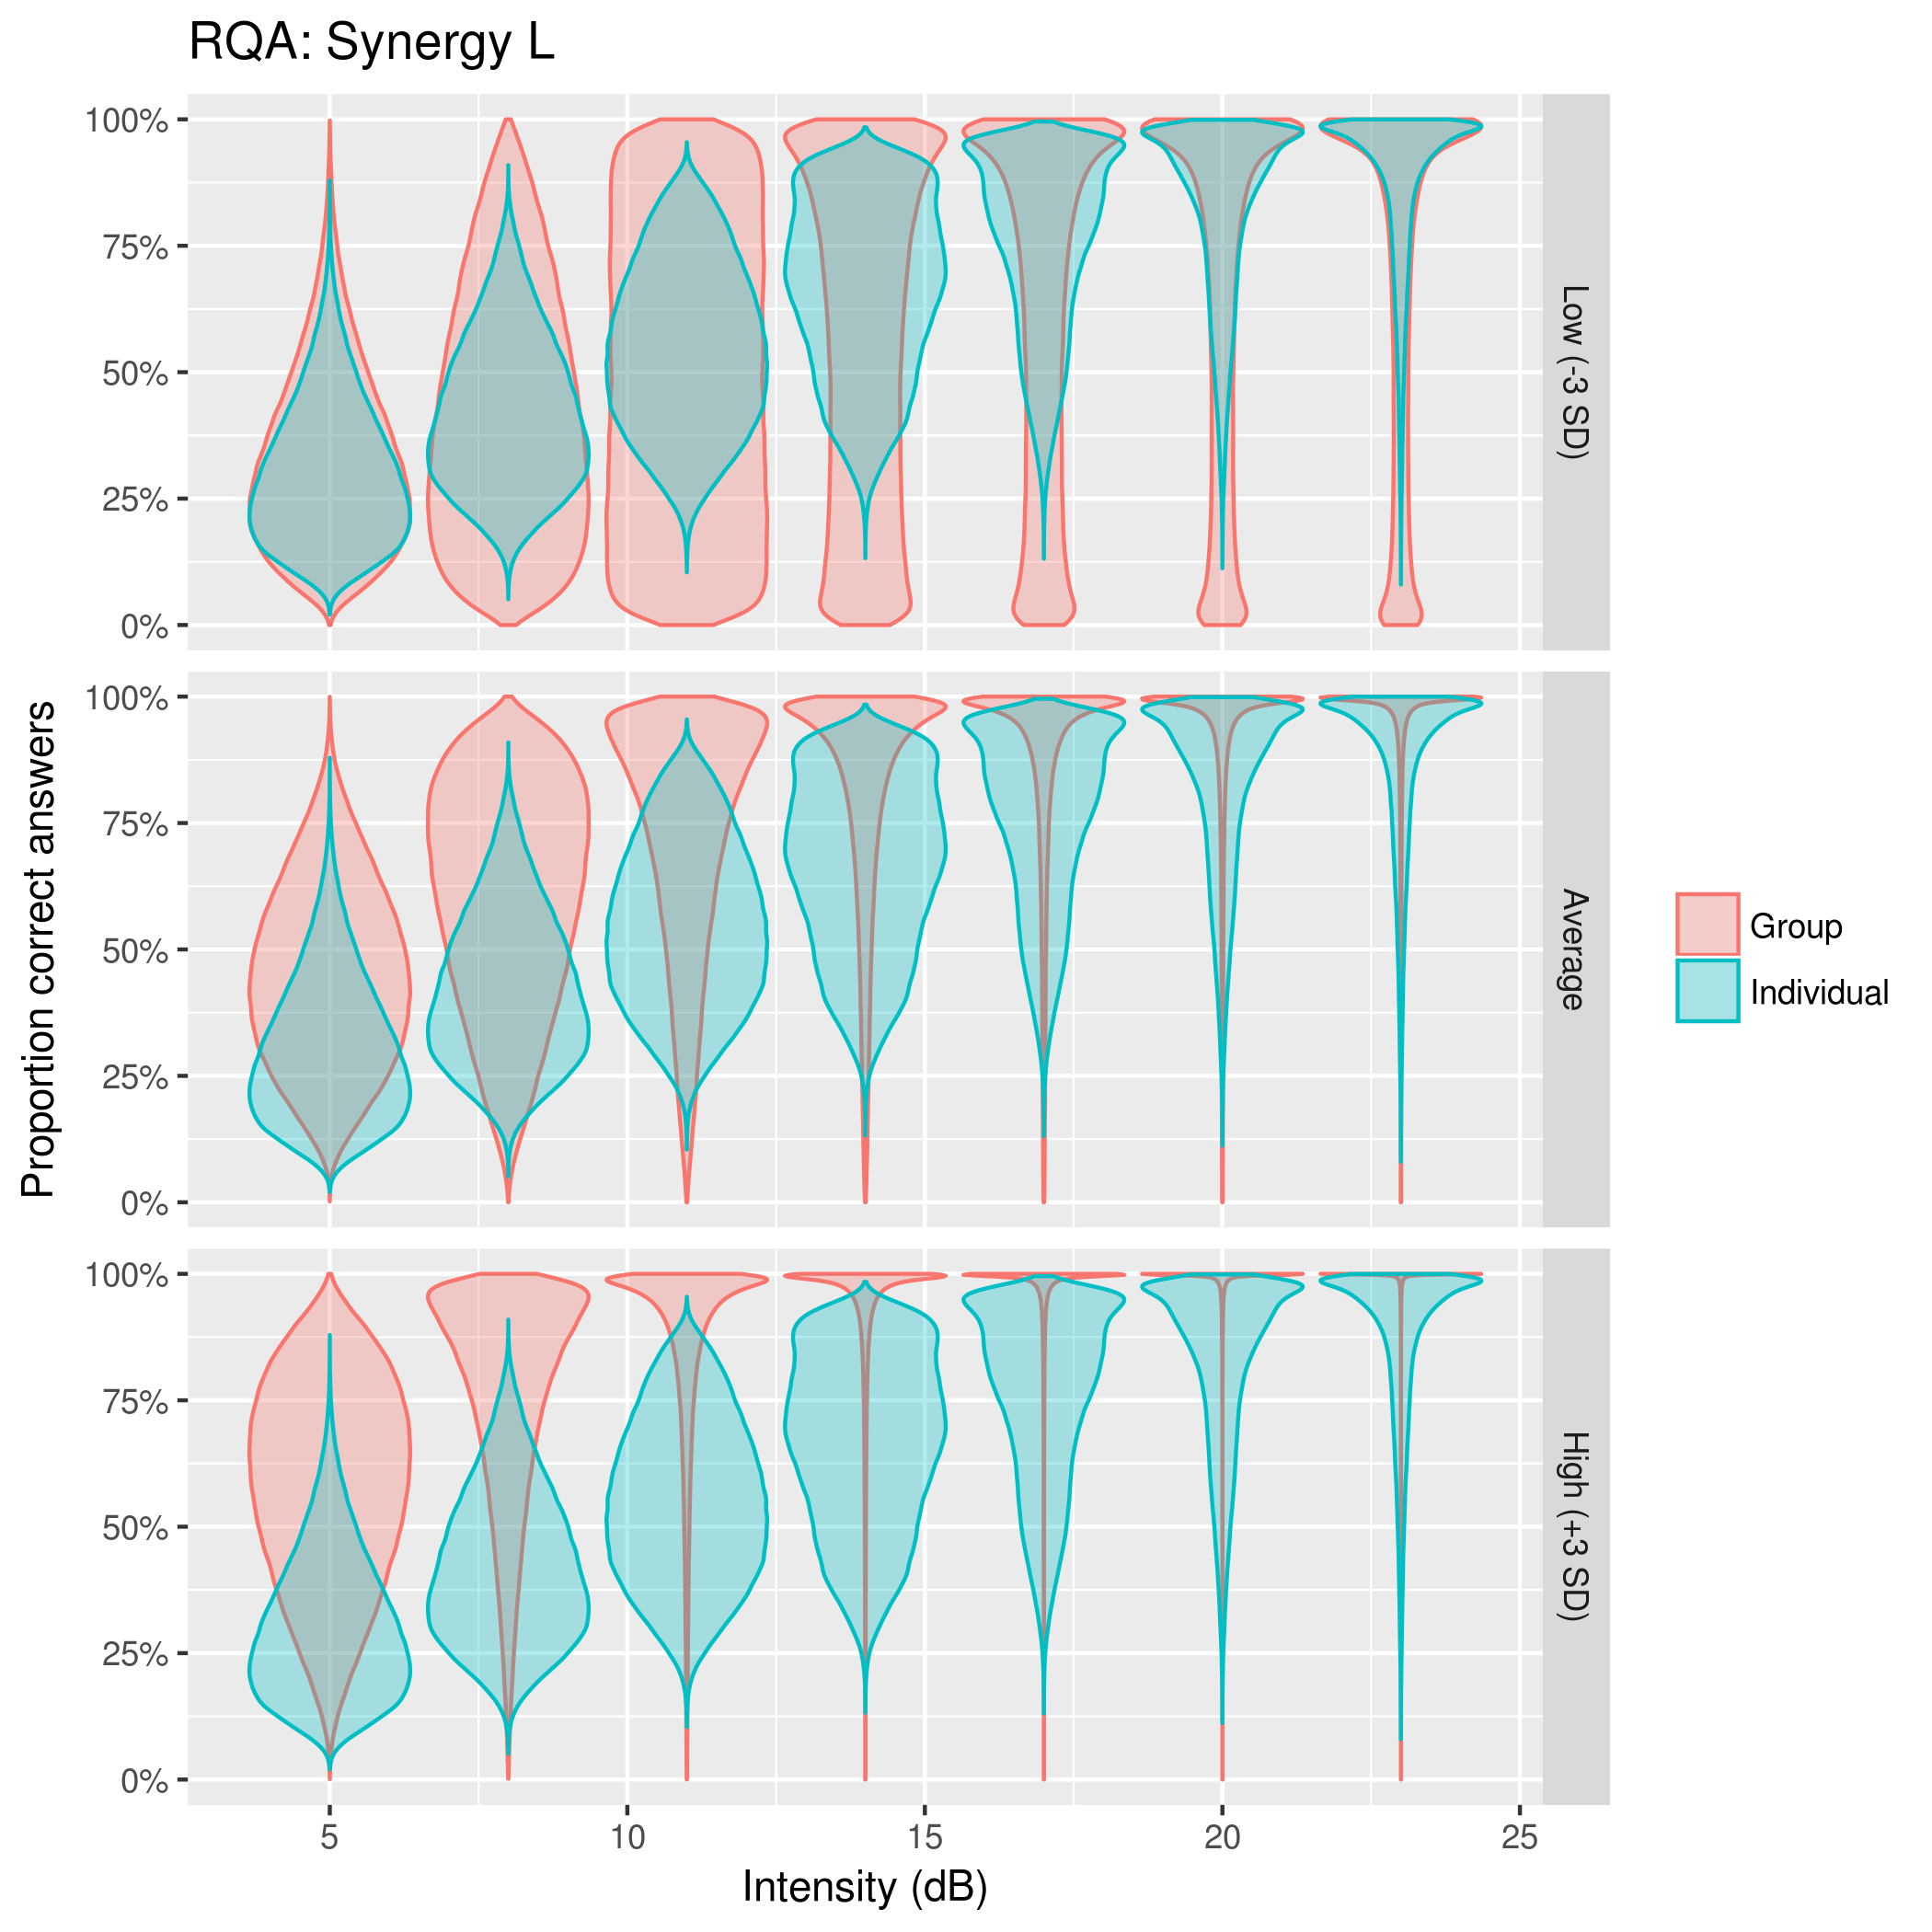 RQA: Synergy L
Proportion correct answers
100%
75%
50%
25%
0%
Low (-3 SD)
100%
75%
50%
25%
0%
Average
100%
75%
50%
25%
0%
High (+3 SD)
5 10 15 20 25
Intensity (dB)
Group
Individual